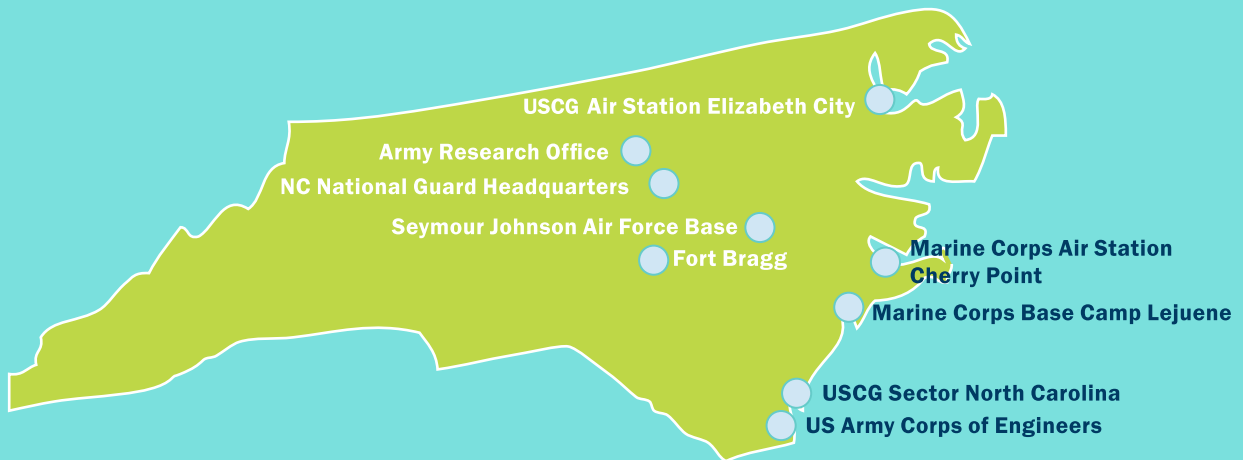 USCG Air Station Elizabeth City
Army Research Office
NC National Guard Headquarters
Seymour Johnson Air Force Base
Fort Bragg
Marine Corps Air Station
Cherry Point
Marine Corps Base Camp Lejuene
USCG Sector North Carolina
US Army Corps of Engineers